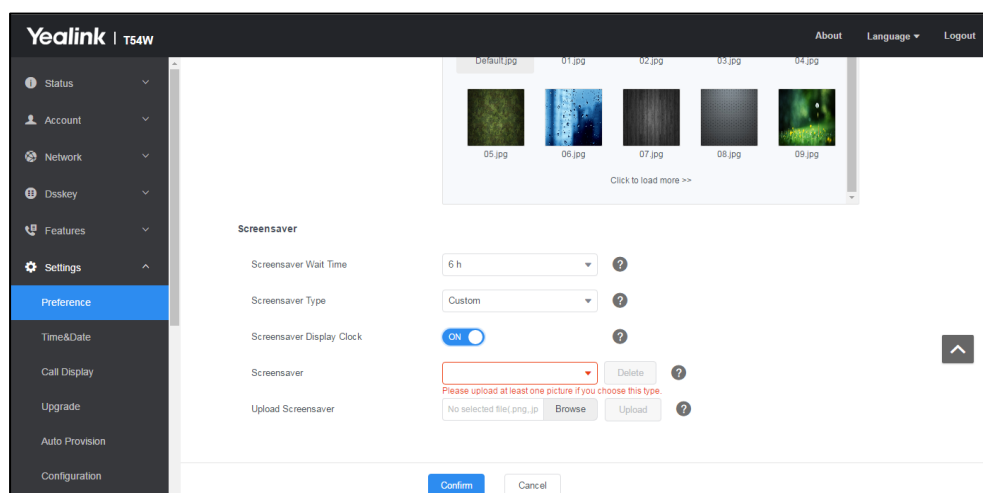 Yealink | T54W
About Language Logout
Status
Account
Network
Dsskey
Features
Settings
Preference
Time&Date
Call Display
Upgrade
Auto Provision
Configuration
Default.jpg 01.jpg 02.jpg 03.jpg 04.jpg
05.jpg 06.jpg 07.jpg 08.jpg 09.jpg
Click to load more >>
Screensaver
Screensaver Wait Time 6 h ?
Screensaver Type Custom ?
Screensaver Display Clock ON ?
Screensaver Delete ?
Please upload at least one picture if you choose this type.
Upload Screensaver No selected file(.png,.jp Browse Upload ?
Confirm Cancel